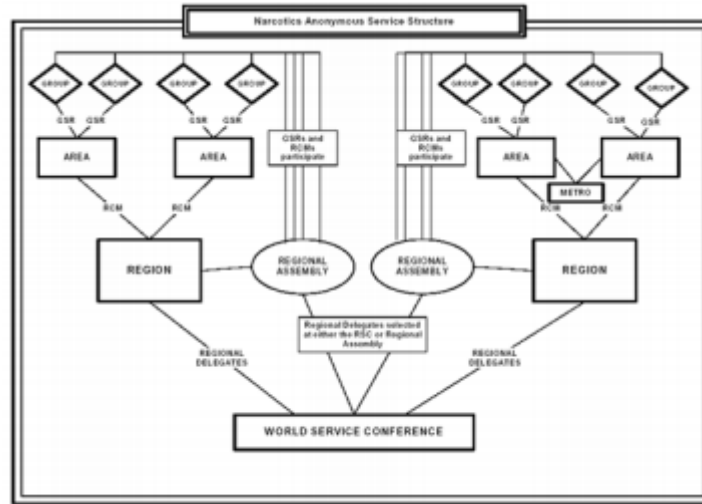 Narcotics Anonymous Service Structure
GROUP GROUP GROUP GROUP
GROUP GROUP GROUP GROUP
GSR GSR GSR GSR
GSR GSR GSR GSR
GSRs and
RCMs
participate
GSRs and
RCMs
participate
AREA AREA
AREA AREA
METRO
RCM RCM
RCM RCM
REGION
REGIONAL
ASSEMBLY
REGIONAL
ASSEMBLY
REGION
Regional Delegates selected
at either the RSC or Regional
Assembly
REGIONAL
DELEGATES
REGIONAL
DELEGATES
WORLD SERVICE CONFERENCE